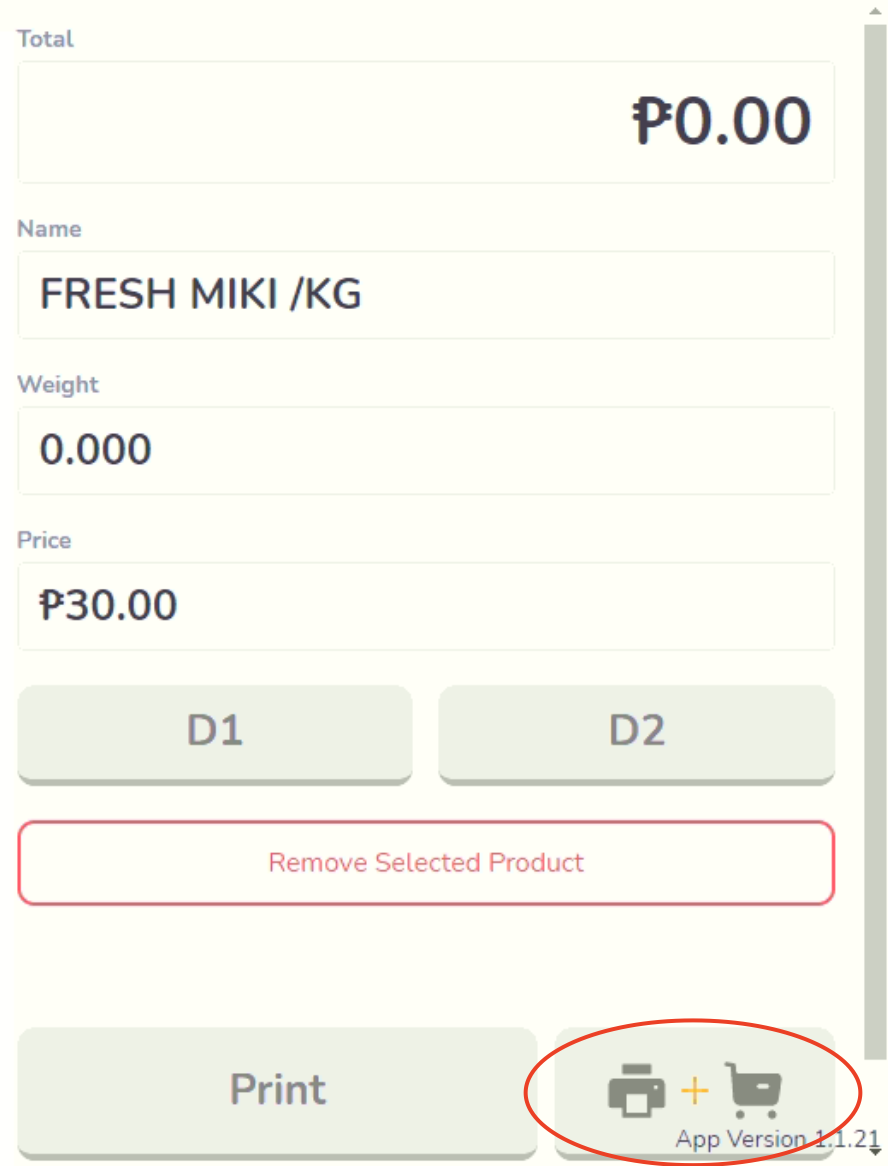 Total
₱0.00
Name
FRESH MIKI /KG
Weight
0.000
Price
₱30.00
D1 D2
Remove Selected Product
Print +
App Version 1.1.21